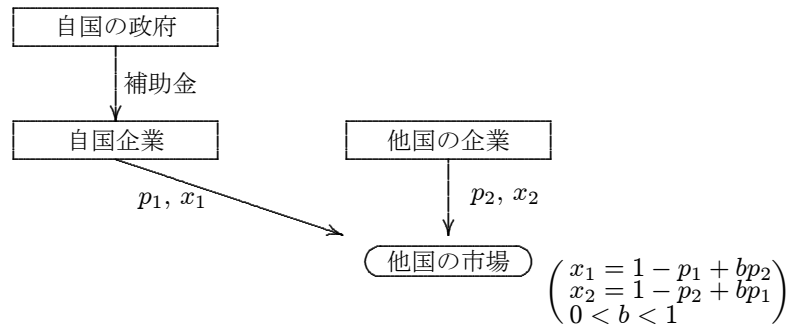 自国の政府
補助金
自国企業
他国の企業
p₁, x₁
p₂, x₂
他国の市場
x₁ = 1 − p₁ + bp₂
x₂ = 1 − p₂ + bp₁
0 < b < 1